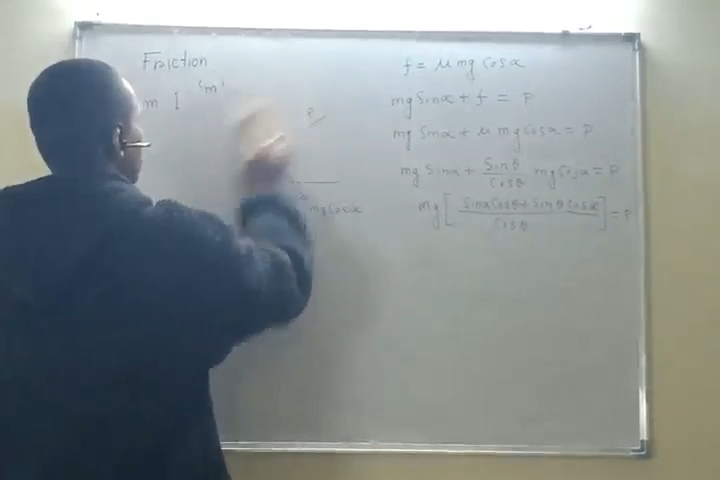 Friction
m I 'm'
P
mg Cosα
f = μ mg Cosα
mg Sinα + f = P
mg Sinα + μ mg Cosα = P
mg Sinα + Sinθ/Cosθ mg Cosα = P
mg [ Sinα Cosθ + Sinθ Cosα / Cosθ ] = P